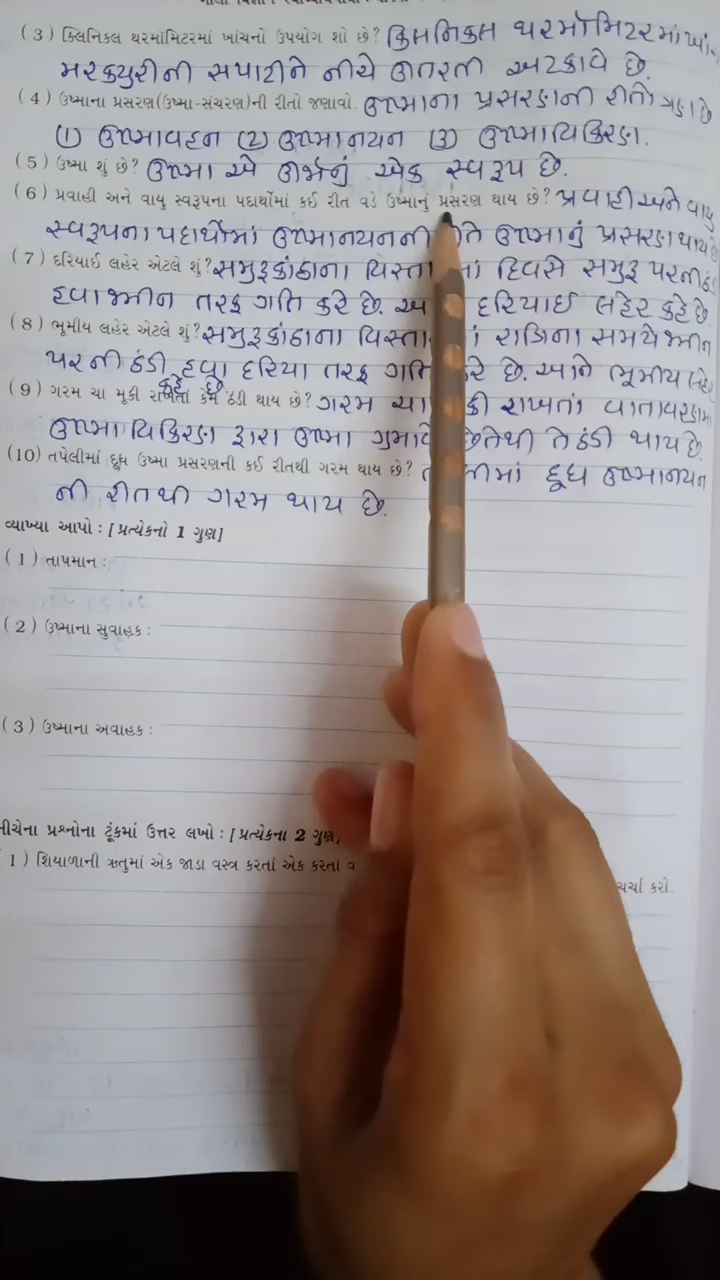 (3) ક્લિનિકલ થરમોમિટરમાં ખાંચનો ઉપયોગ શો છે? ક્લિનિકલ થરમોમિટરમાં
મરક્યુરીની સપાટીને નીચે ઊતરતી અટકાવે છે.
(4) ઉષ્માના પ્રસરણ(ઉષ્મા-સંચરણ)ની રીતો જણાવો. ઉષ્માના પ્રસરણની રીતો ત્રણ છે
(1) ઉષ્માવહન (2) ઉષ્માનયન (3) ઉષ્માવિકિરણ.
(5) ઉષ્મા શું છે? ઉષ્મા એ ઊર્જાનું એક સ્વરૂપ છે.
(6) પ્રવાહી અને વાયુ સ્વરૂપના પદાર્થોમાં કઈ રીત વડે ઉષ્માનું પ્રસરણ થાય છે? પ્રવાહી અને વાયુ
સ્વરૂપના પદાર્થોમાં ઉષ્માનયનની ઉષ્માનું પ્રસરણ થાય
(7) દરિયાઈ લહેર એટલે શું? સમુદ્રકાંઠાના દિવસે સમુદ્ર પરની ઠંડી
હવા જમીન તરફ ગતિ કરે છે. દરિયાઈ લહેર કહે છે.
(8) ભૂમીય લહેર એટલે શું? સમુદ્રકાંઠાના રાત્રિના સમયે જમીન
પરની ઠંડી હવા દરિયા તરફ છે. આને ભૂમીય લહેર
કહે છે
(9) ગરમ ચા મૂકી રાખતાં કેમ ઠંડી થાય છે? ગરમ ચા રાખતાં વાતાવરણમાં
ઉષ્માવિકિરણ દ્વારા ઉષ્મા તેથી તે ઠંડી થાય છે.
(10) તપેલીમાં દૂધ ઉષ્મા પ્રસરણની કઈ રીતથી ગરમ થાય છે? દૂધ ઉષ્માનયન
ની રીતથી ગરમ થાય છે.
વ્યાખ્યા આપો : [પ્રત્યેકનો 1 ગુણ]
(1) તાપમાન :
(2) ઉષ્માના સુવાહક :
(3) ઉષ્માના અવાહક :
નીચેના પ્રશ્નોના ટૂંકમાં ઉત્તર લખો : [પ્રત્યેકના 2 ગુણ]
1) શિયાળાની ઋતુમાં એક જાડા વસ્ત્ર કરતાં એક કરતા ચર્ચા કરો.